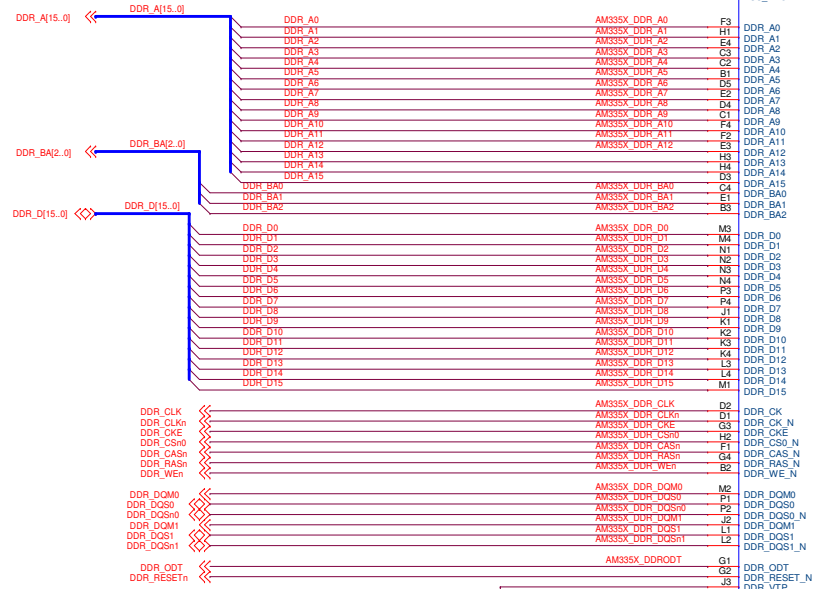 DDR_A[15..0] DDR_A[15..0]
DDR_A0 AM335X_DDR_A0 F3 DDR_A0
DDR_A1 AM335X_DDR_A1 H1 DDR_A1
DDR_A2 AM335X_DDR_A2 E4 DDR_A2
DDR_A3 AM335X_DDR_A3 C3 DDR_A3
DDR_A4 AM335X_DDR_A4 C2 DDR_A4
DDR_A5 AM335X_DDR_A5 B1 DDR_A5
DDR_A6 AM335X_DDR_A6 D5 DDR_A6
DDR_A7 AM335X_DDR_A7 E2 DDR_A7
DDR_A8 AM335X_DDR_A8 D4 DDR_A8
DDR_A9 AM335X_DDR_A9 C1 DDR_A9
DDR_A10 AM335X_DDR_A10 F4 DDR_A10
DDR_A11 AM335X_DDR_A11 F2 DDR_A11
DDR_A12 AM335X_DDR_A12 E3 DDR_A12
DDR_BA[2..0] DDR_BA[2..0]
DDR_A13 H3 DDR_A13
DDR_A14 H4 DDR_A14
DDR_A15 D3 DDR_A15
DDR_BA0 AM335X_DDR_BA0 C4 DDR_BA0
DDR_BA1 AM335X_DDR_BA1 E1 DDR_BA1
DDR_BA2 AM335X_DDR_BA2 B3 DDR_BA2
DDR_D[15..0] DDR_D[15..0]
DDR_D0 AM335X_DDR_D0 M3 DDR_D0
DDR_D1 AM335X_DDR_D1 M4 DDR_D1
DDR_D2 AM335X_DDR_D2 N1 DDR_D2
DDR_D3 AM335X_DDR_D3 N2 DDR_D3
DDR_D4 AM335X_DDR_D4 N3 DDR_D4
DDR_D5 AM335X_DDR_D5 N4 DDR_D5
DDR_D6 AM335X_DDR_D6 P3 DDR_D6
DDR_D7 AM335X_DDR_D7 P4 DDR_D7
DDR_D8 AM335X_DDR_D8 J1 DDR_D8
DDR_D9 AM335X_DDR_D9 K1 DDR_D9
DDR_D10 AM335X_DDR_D10 K2 DDR_D10
DDR_D11 AM335X_DDR_D11 K3 DDR_D11
DDR_D12 AM335X_DDR_D12 K4 DDR_D12
DDR_D13 AM335X_DDR_D13 L3 DDR_D13
DDR_D14 AM335X_DDR_D14 L4 DDR_D14
DDR_D15 AM335X_DDR_D15 M1 DDR_D15
DDR_CLK AM335X_DDR_CLK D2 DDR_CK
DDR_CLKn AM335X_DDR_CLKn D1 DDR_CK_N
DDR_CKE AM335X_DDR_CKE G3 DDR_CKE
DDR_CSn0 AM335X_DDR_CSn0 H2 DDR_CS0_N
DDR_CASn AM335X_DDR_CASn F1 DDR_CAS_N
DDR_RASn AM335X_DDR_RASn G4 DDR_RAS_N
DDR_WEn AM335X_DDR_WEn B2 DDR_WE_N
DDR_DQM0 AM335X_DDR_DQM0 M2 DDR_DQM0
DDR_DQS0 AM335X_DDR_DQS0 P1 DDR_DQS0
DDR_DQSn0 AM335X_DDR_DQSn0 P2 DDR_DQS0_N
DDR_DQM1 AM335X_DDR_DQM1 J2 DDR_DQM1
DDR_DQS1 AM335X_DDR_DQS1 L1 DDR_DQS1
DDR_DQSn1 AM335X_DDR_DQSn1 L2 DDR_DQS1_N
DDR_ODT AM335X_DDRODT G1 DDR_ODT
DDR_RESETn G2 DDR_RESET_N
J3 DDR_VTP